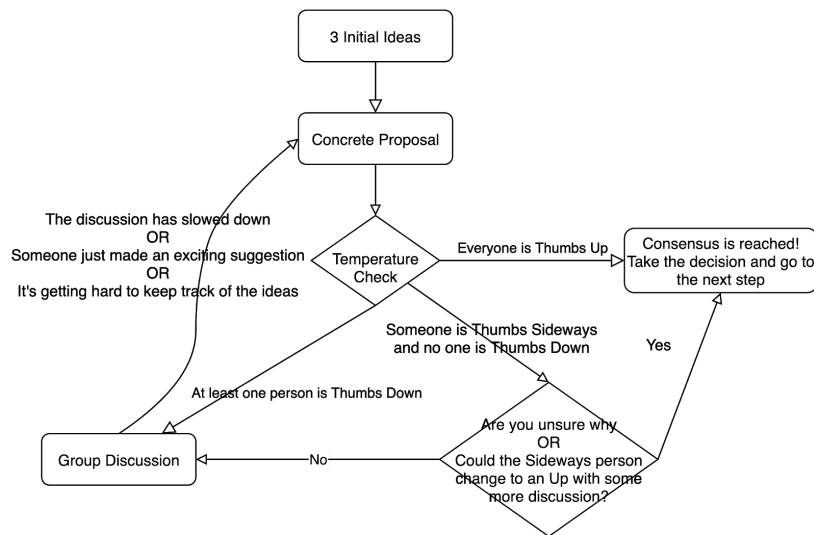 3 Initial Ideas
Concrete Proposal
The discussion has slowed down
OR
Someone just made an exciting suggestion
OR
It's getting hard to keep track of the ideas
Temperature
Check
Everyone is Thumbs Up
Consensus is reached!
Take the decision and go to
the next step
Someone is Thumbs Sideways
and no one is Thumbs Down
Yes
At least one person is Thumbs Down
Are you unsure why
OR
Could the Sideways person
change to an Up with some
more discussion?
No
Group Discussion